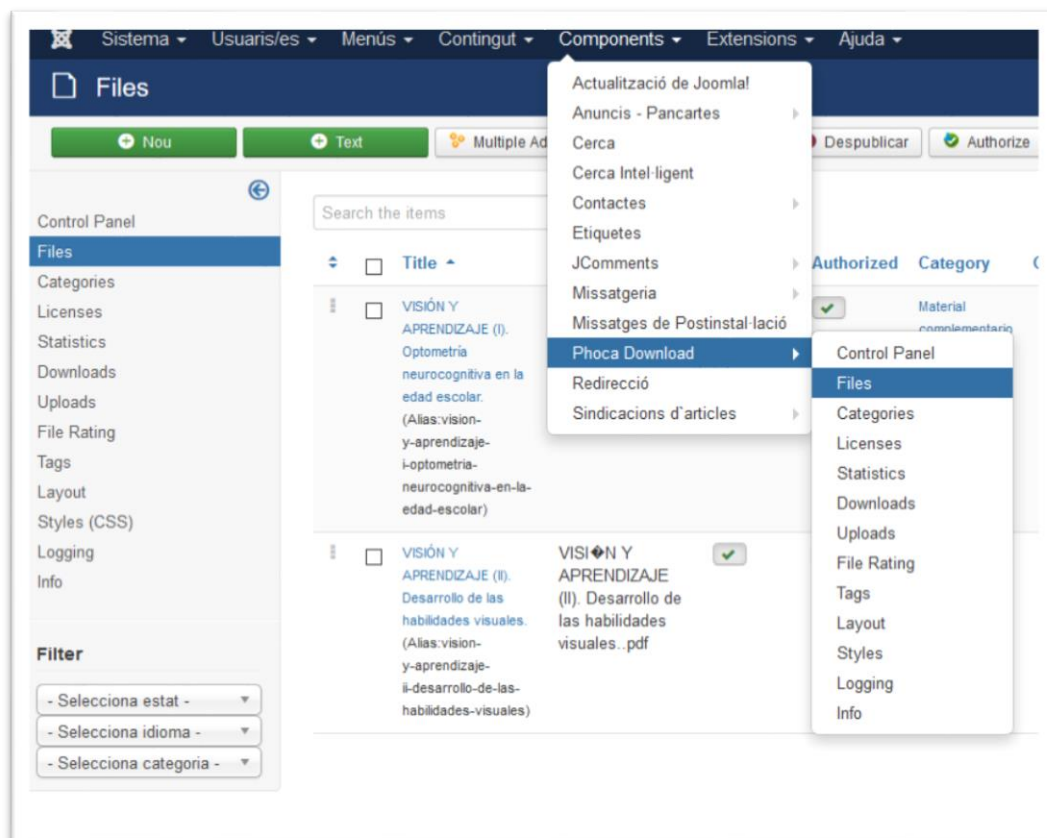 Sistema Usuaris/es Menús Contingut Components Extensions Ajuda
Files
Nou Text Multiple Ad Despublicar Authorize
Actualització de Joomla!
Anuncis - Pancartes
Cerca
Cerca Intel·ligent
Contactes
Etiquetes
JComments
Missatgeria
Missatges de Postinstal·lació
Phoca Download
Redirecció
Sindicacions d`articles
Control Panel
Files
Categories
Licenses
Statistics
Downloads
Uploads
File Rating
Tags
Layout
Styles
Logging
Info
Control Panel
Files
Categories
Licenses
Statistics
Downloads
Uploads
File Rating
Tags
Layout
Styles (CSS)
Logging
Info
Filter
- Selecciona estat -
- Selecciona idioma -
- Selecciona categoria -
Search the items
Title Authorized Category
VISIÓN Y
APRENDIZAJE (I).
Optometría
neurocognitiva en la
edad escolar.
(Alias:vision-
y-aprendizaje-
i-optometria-
neurocognitiva-en-la-
edad-escolar)
Material
complementario
VISIÓN Y
APRENDIZAJE (II).
Desarrollo de las
habilidades visuales.
(Alias:vision-
y-aprendizaje-
ii-desarrollo-de-las-
habilidades-visuales)
VISI�N Y
APRENDIZAJE
(II). Desarrollo de
las habilidades
visuales..pdf